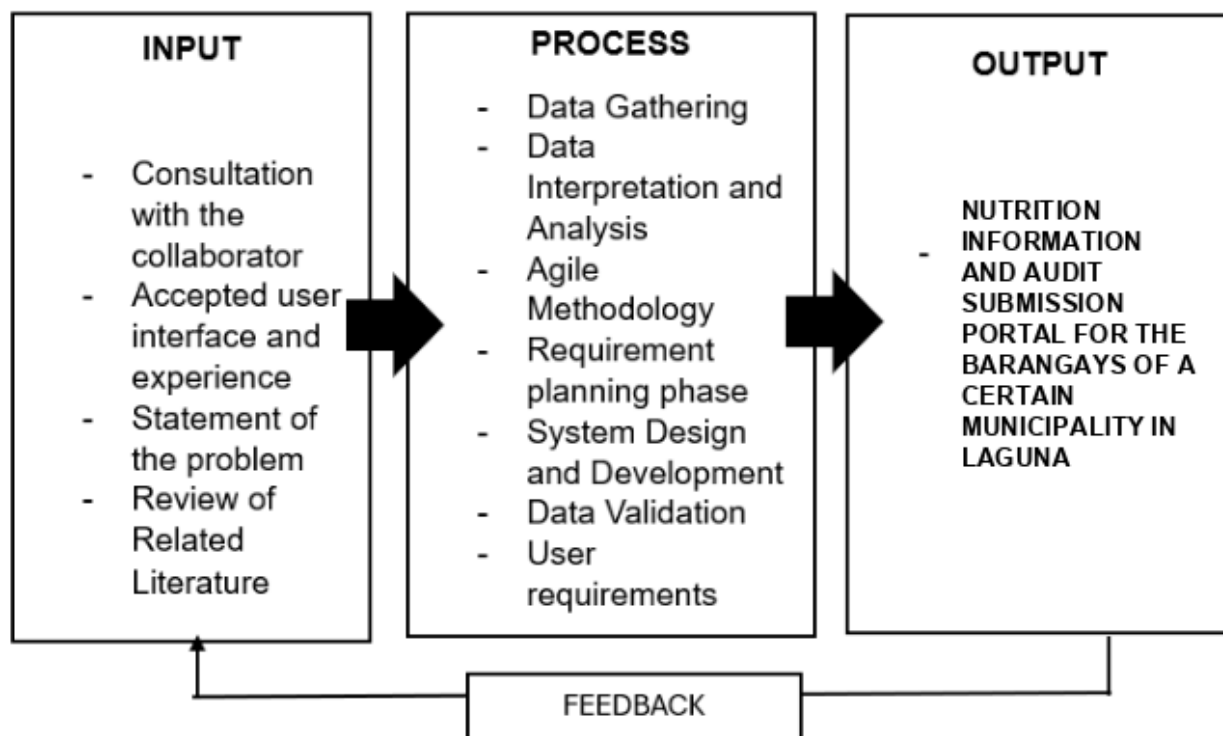 INPUT
- Consultation
with the
collaborator
- Accepted user
interface and
experience
- Statement of
the problem
- Review of
Related
Literature
PROCESS
- Data Gathering
- Data
Interpretation and
Analysis
- Agile
Methodology
- Requirement
planning phase
- System Design
and Development
- Data Validation
- User
requirements
OUTPUT
- NUTRITION
INFORMATION
AND AUDIT
SUBMISSION
PORTAL FOR THE
BARANGAYS OF A
CERTAIN
MUNICIPALITY IN
LAGUNA
FEEDBACK